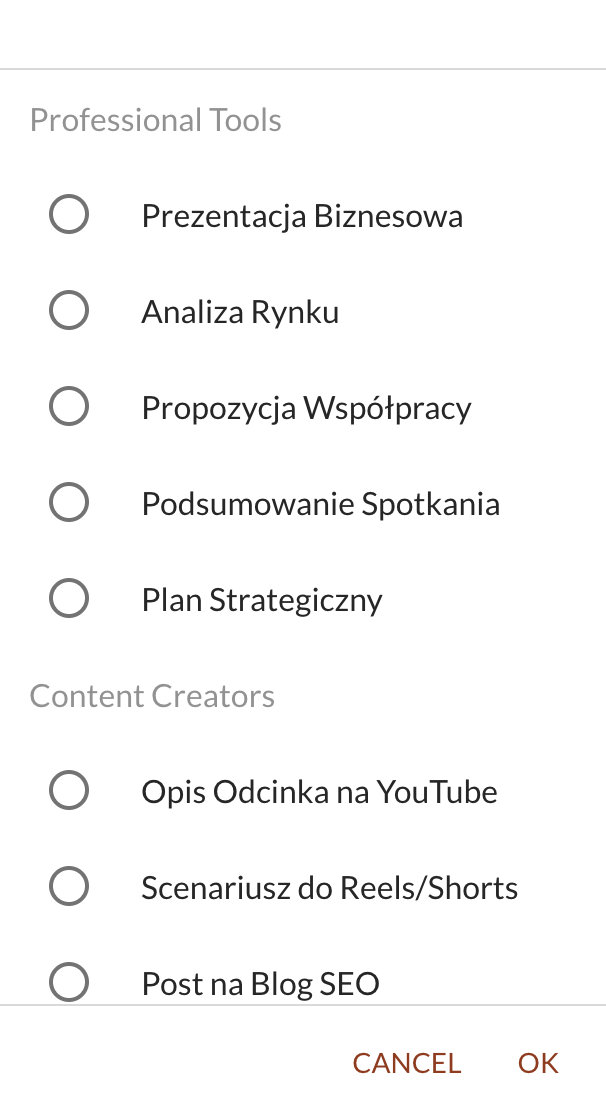 Professional Tools
Prezentacja Biznesowa
Analiza Rynku
Propozycja Współpracy
Podsumowanie Spotkania
Plan Strategiczny
Content Creators
Opis Odcinka na YouTube
Scenariusz do Reels/Shorts
Post na Blog SEO
CANCEL OK